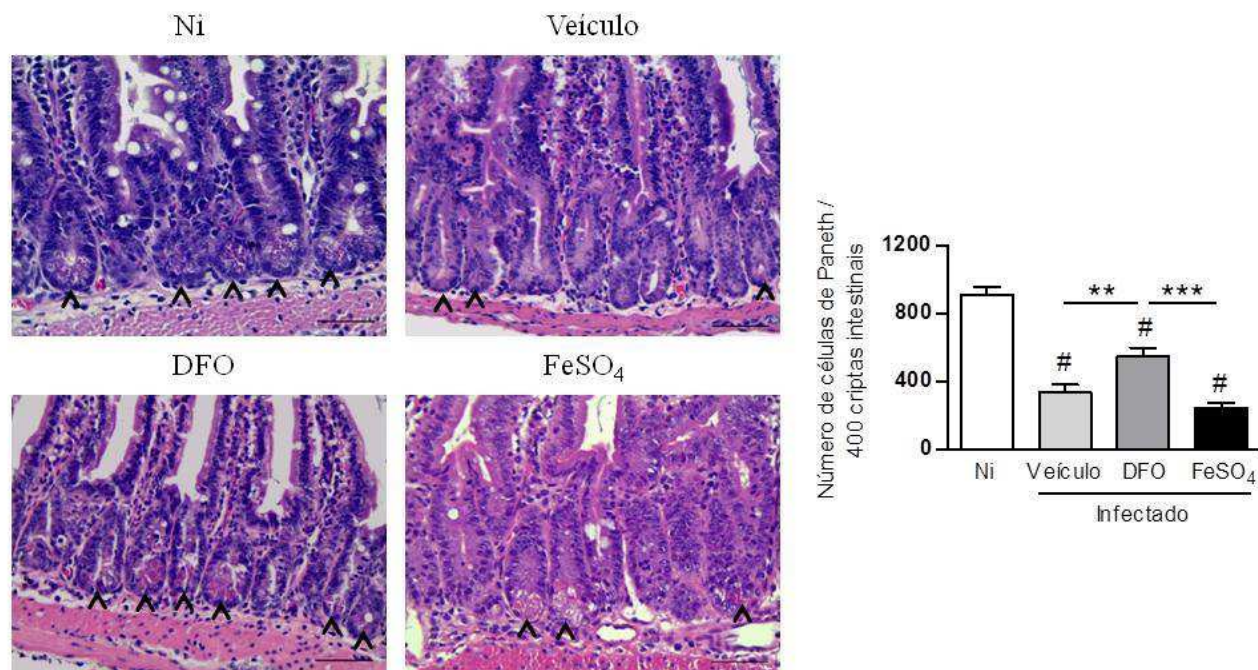 Ni
Veículo
DFO
FeSO₄
Número de células de Paneth /
400 criptas intestinais
1200
800
400
0
**
***
#
#
#
Ni
Veículo
DFO
FeSO₄
Infectado